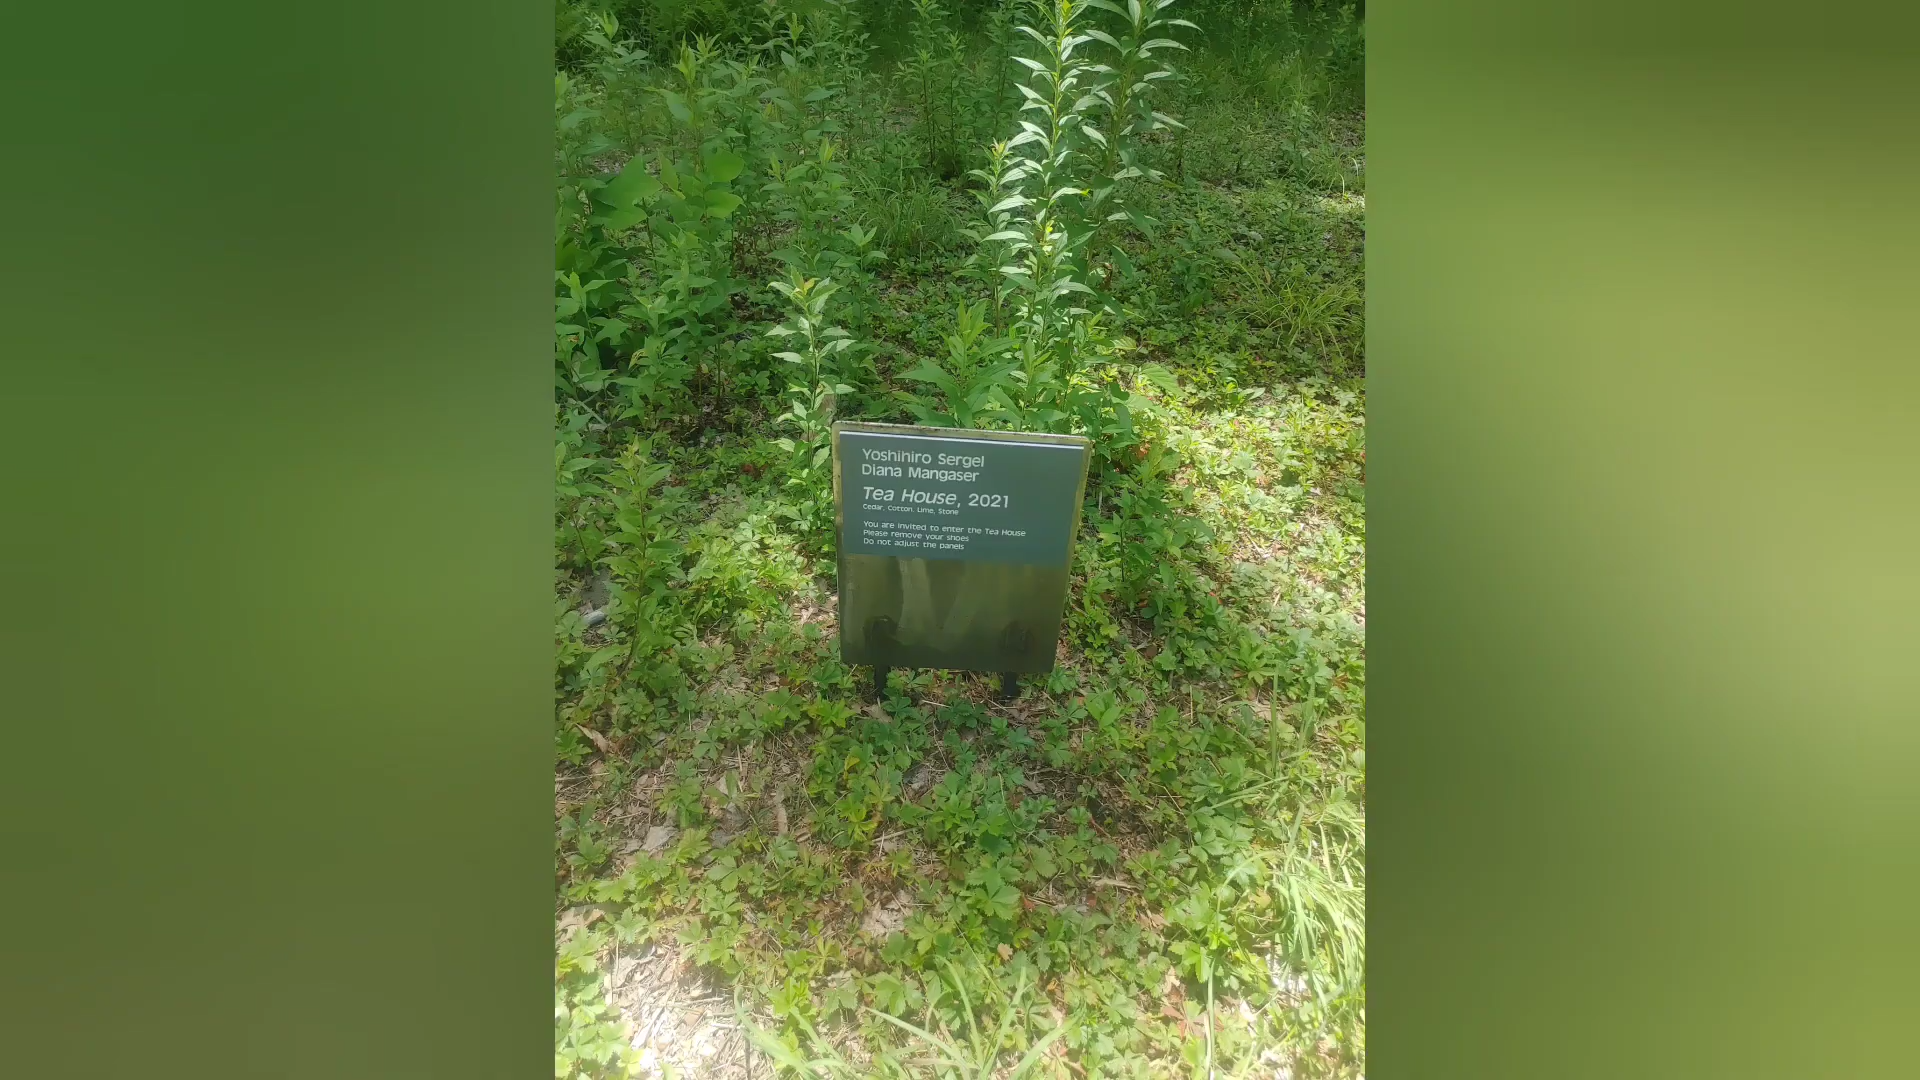 Yoshihiro Sergel
Diana Mangaser
Tea House, 2021
Cedar, Cotton, Lime, Stone
You are invited to enter the Tea House
Please remove your shoes
Do not adjust the panels